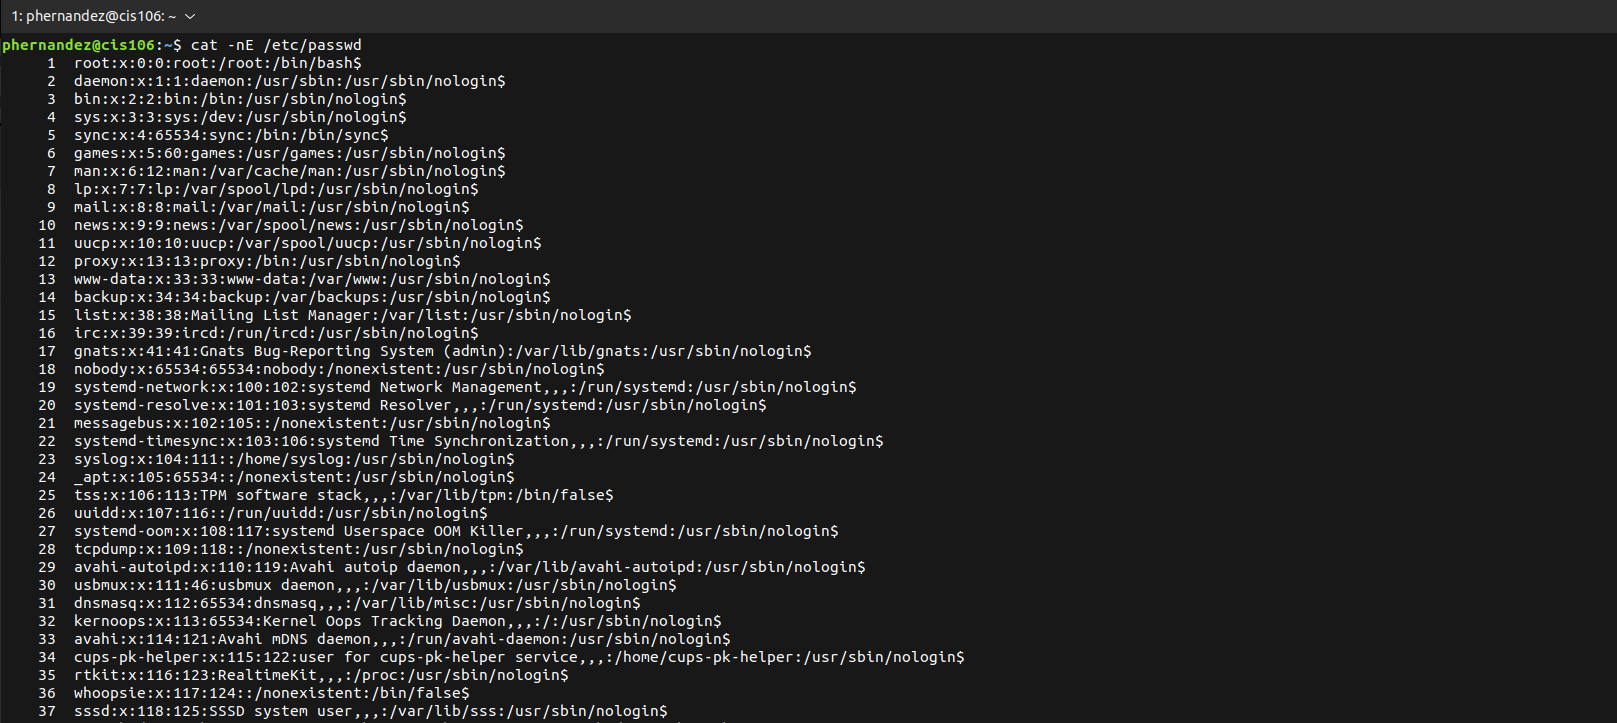 1: phernandez@cis106: ~
phernandez@cis106:~$ cat -nE /etc/passwd
     1  root:x:0:0:root:/root:/bin/bash$
     2  daemon:x:1:1:daemon:/usr/sbin:/usr/sbin/nologin$
     3  bin:x:2:2:bin:/bin:/usr/sbin/nologin$
     4  sys:x:3:3:sys:/dev:/usr/sbin/nologin$
     5  sync:x:4:65534:sync:/bin:/bin/sync$
     6  games:x:5:60:games:/usr/games:/usr/sbin/nologin$
     7  man:x:6:12:man:/var/cache/man:/usr/sbin/nologin$
     8  lp:x:7:7:lp:/var/spool/lpd:/usr/sbin/nologin$
     9  mail:x:8:8:mail:/var/mail:/usr/sbin/nologin$
    10  news:x:9:9:news:/var/spool/news:/usr/sbin/nologin$
    11  uucp:x:10:10:uucp:/var/spool/uucp:/usr/sbin/nologin$
    12  proxy:x:13:13:proxy:/bin:/usr/sbin/nologin$
    13  www-data:x:33:33:www-data:/var/www:/usr/sbin/nologin$
    14  backup:x:34:34:backup:/var/backups:/usr/sbin/nologin$
    15  list:x:38:38:Mailing List Manager:/var/list:/usr/sbin/nologin$
    16  irc:x:39:39:ircd:/run/ircd:/usr/sbin/nologin$
    17  gnats:x:41:41:Gnats Bug-Reporting System (admin):/var/lib/gnats:/usr/sbin/nologin$
    18  nobody:x:65534:65534:nobody:/nonexistent:/usr/sbin/nologin$
    19  systemd-network:x:100:102:systemd Network Management,,,:/run/systemd:/usr/sbin/nologin$
    20  systemd-resolve:x:101:103:systemd Resolver,,,:/run/systemd:/usr/sbin/nologin$
    21  messagebus:x:102:105::/nonexistent:/usr/sbin/nologin$
    22  systemd-timesync:x:103:106:systemd Time Synchronization,,,:/run/systemd:/usr/sbin/nologin$
    23  syslog:x:104:111::/home/syslog:/usr/sbin/nologin$
    24  _apt:x:105:65534::/nonexistent:/usr/sbin/nologin$
    25  tss:x:106:113:TPM software stack,,,:/var/lib/tpm:/bin/false$
    26  uuidd:x:107:116::/run/uuidd:/usr/sbin/nologin$
    27  systemd-oom:x:108:117:systemd Userspace OOM Killer,,,:/run/systemd:/usr/sbin/nologin$
    28  tcpdump:x:109:118::/nonexistent:/usr/sbin/nologin$
    29  avahi-autoipd:x:110:119:Avahi autoip daemon,,,:/var/lib/avahi-autoipd:/usr/sbin/nologin$
    30  usbmux:x:111:46:usbmux daemon,,,:/var/lib/usbmux:/usr/sbin/nologin$
    31  dnsmasq:x:112:65534:dnsmasq,,,:/var/lib/misc:/usr/sbin/nologin$
    32  kernoops:x:113:65534:Kernel Oops Tracking Daemon,,,:/:/usr/sbin/nologin$
    33  avahi:x:114:121:Avahi mDNS daemon,,,:/run/avahi-daemon:/usr/sbin/nologin$
    34  cups-pk-helper:x:115:122:user for cups-pk-helper service,,,:/home/cups-pk-helper:/usr/sbin/nologin$
    35  rtkit:x:116:123:RealtimeKit,,,:/proc:/usr/sbin/nologin$
    36  whoopsie:x:117:124::/nonexistent:/bin/false$
    37  sssd:x:118:125:SSSD system user,,,:/var/lib/sss:/usr/sbin/nologin$